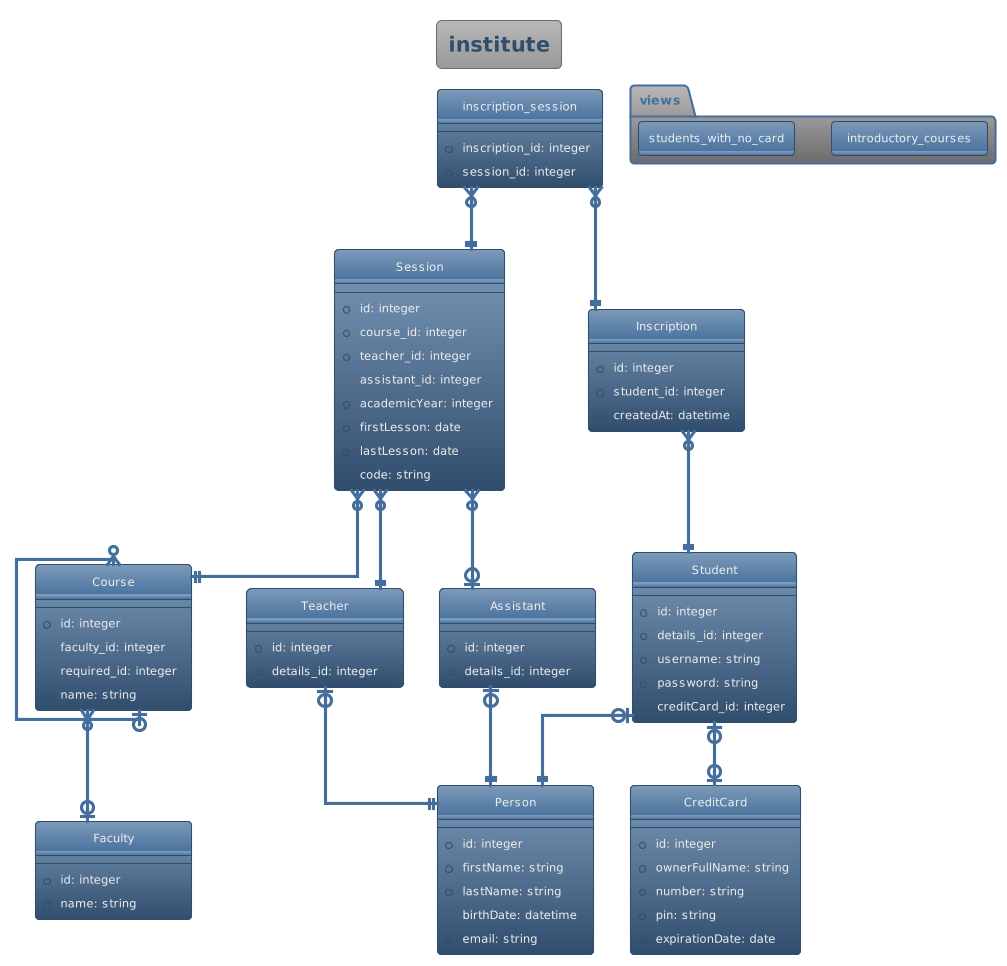 institute
inscription_session
inscription_id: integer
session_id: integer
views
students_with_no_card
introductory_courses
Session
id: integer
course_id: integer
teacher_id: integer
assistant_id: integer
academicYear: integer
firstLesson: date
lastLesson: date
code: string
Inscription
id: integer
student_id: integer
createdAt: datetime
Course
id: integer
faculty_id: integer
required_id: integer
name: string
Teacher
id: integer
details_id: integer
Assistant
id: integer
details_id: integer
Student
id: integer
details_id: integer
username: string
password: string
creditCard_id: integer
Faculty
id: integer
name: string
Person
id: integer
firstName: string
lastName: string
birthDate: datetime
email: string
CreditCard
id: integer
ownerFullName: string
number: string
pin: string
expirationDate: date